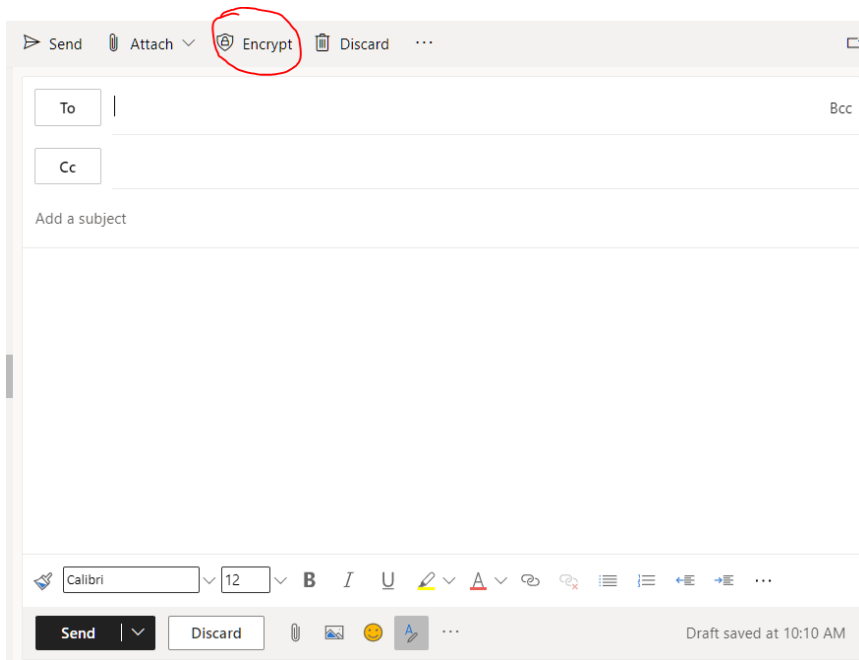 Send Attach Encrypt Discard ...
To Bcc
Cc
Add a subject
Calibri 12 B I U A ...
Send Discard ... Draft saved at 10:10 AM